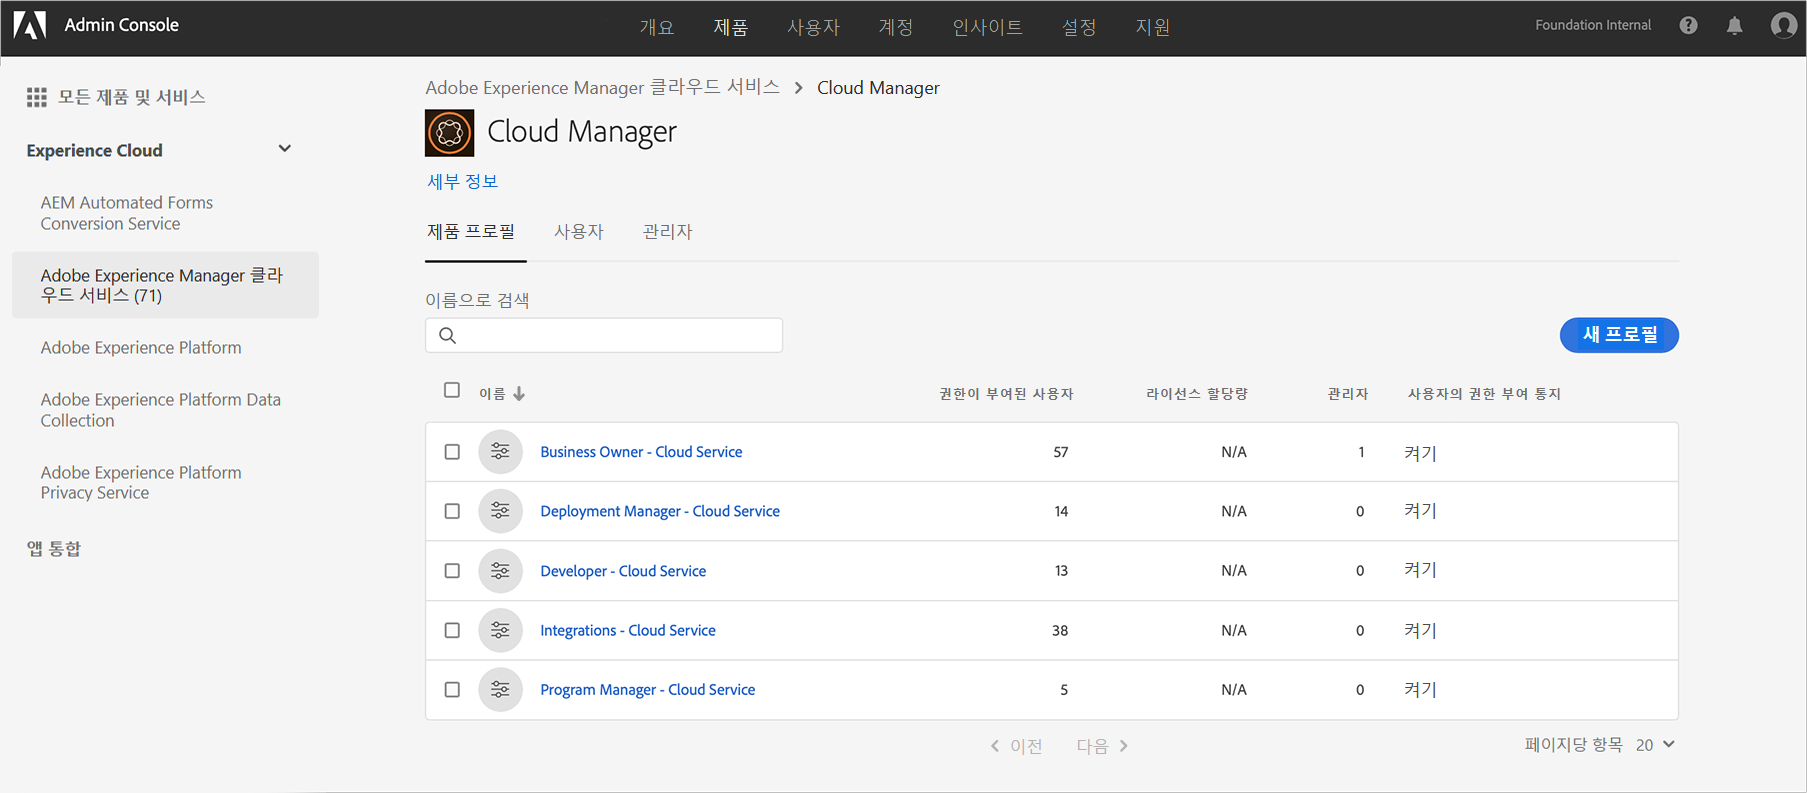 Admin Console
개요 제품 사용자 계정 인사이트 설정 지원
Foundation Internal
모든 제품 및 서비스
Experience Cloud
AEM Automated Forms
Conversion Service
Adobe Experience Manager 클라
우드 서비스 (71)
Adobe Experience Platform
Adobe Experience Platform Data
Collection
Adobe Experience Platform
Privacy Service
앱 통합
Adobe Experience Manager 클라우드 서비스 > Cloud Manager
Cloud Manager
세부 정보
제품 프로필 사용자 관리자
이름으로 검색
새 프로필
이름 권한이 부여된 사용자 라이선스 할당량 관리자 사용자의 권한 부여 통지
Business Owner - Cloud Service 57 N/A 1 켜기
Deployment Manager - Cloud Service 14 N/A 0 켜기
Developer - Cloud Service 13 N/A 0 켜기
Integrations - Cloud Service 38 N/A 0 켜기
Program Manager - Cloud Service 5 N/A 0 켜기
이전 다음
페이지당 항목 20